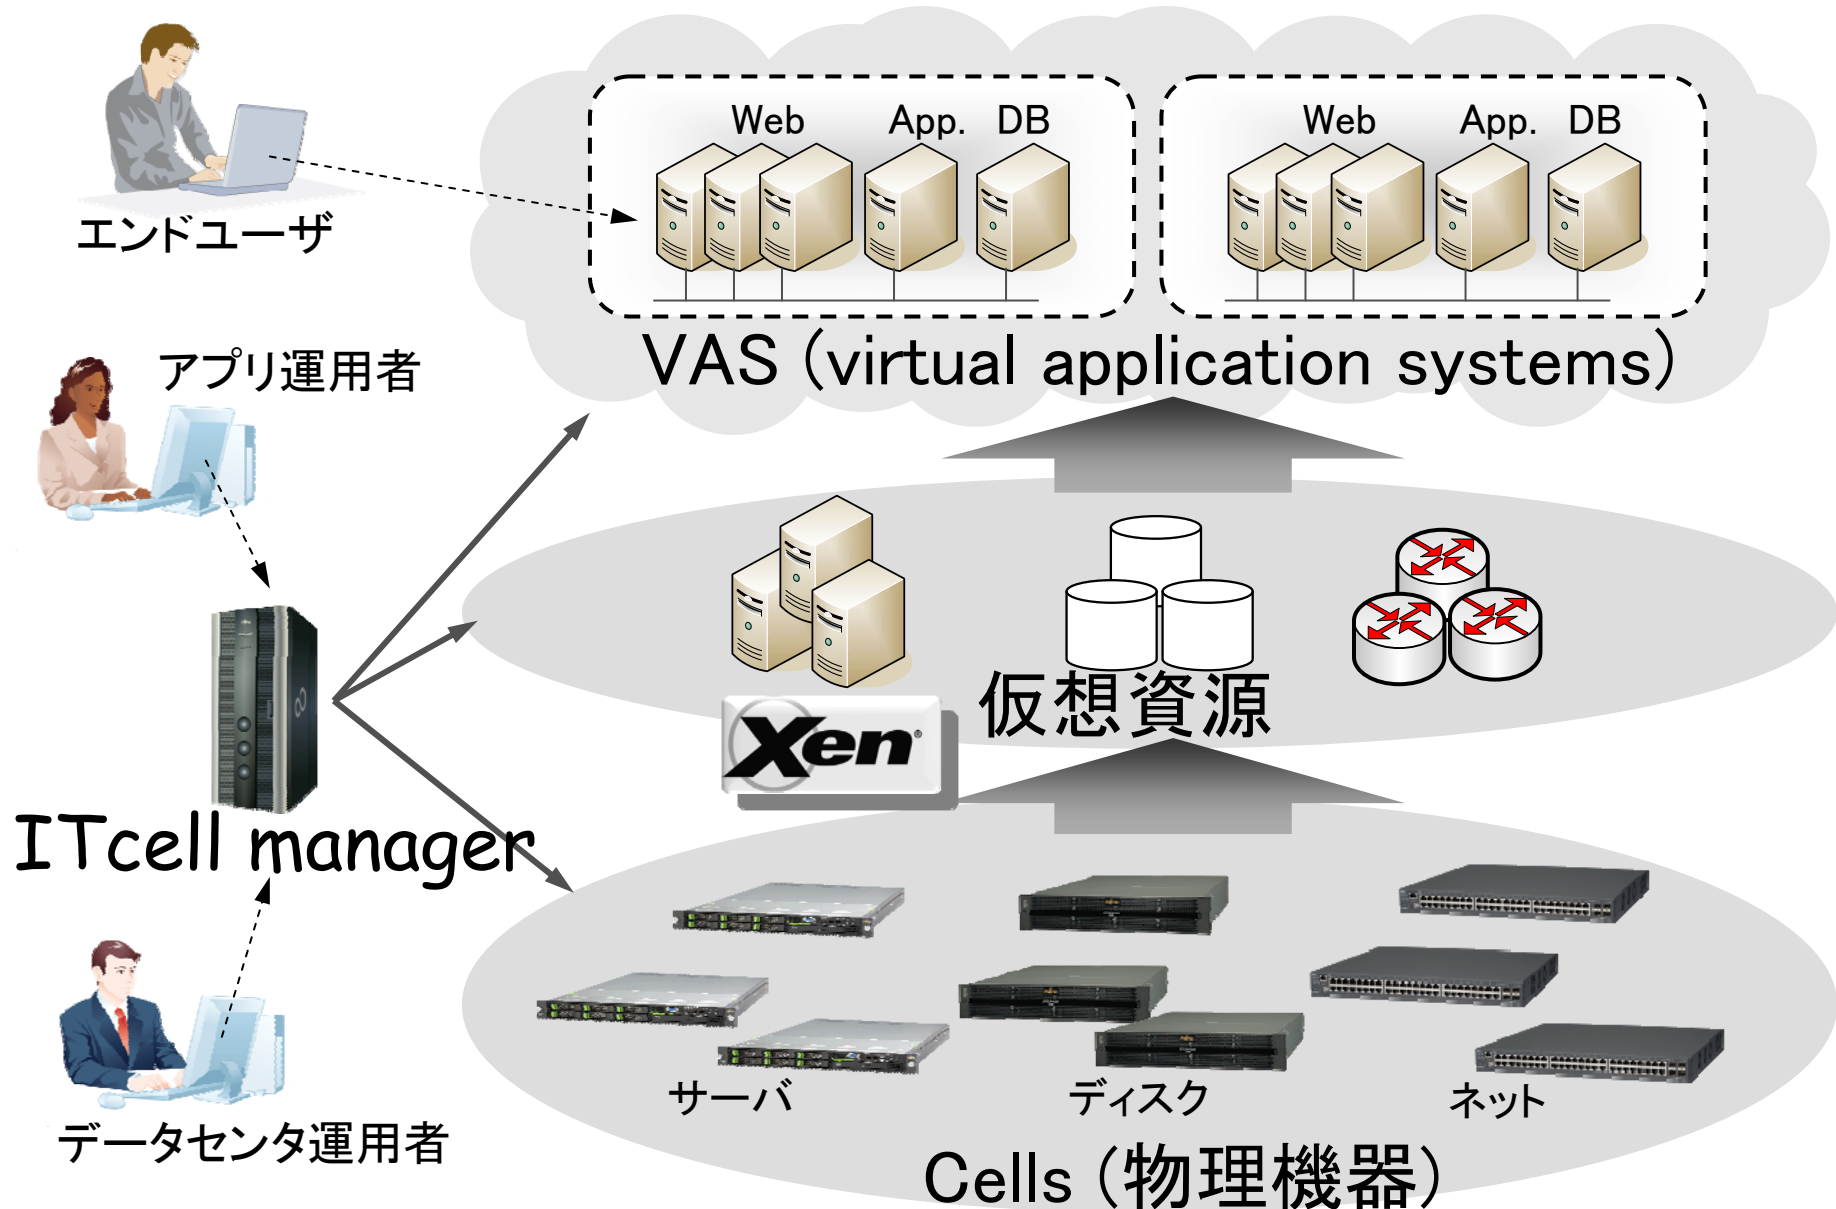 エンドユーザ
Web App. DB
Web App. DB
VAS (virtual application systems)
アプリ運用者
仮想資源
Xen
ITcell manager
データセンタ運用者
サーバ
ディスク
ネット
Cells (物理機器)